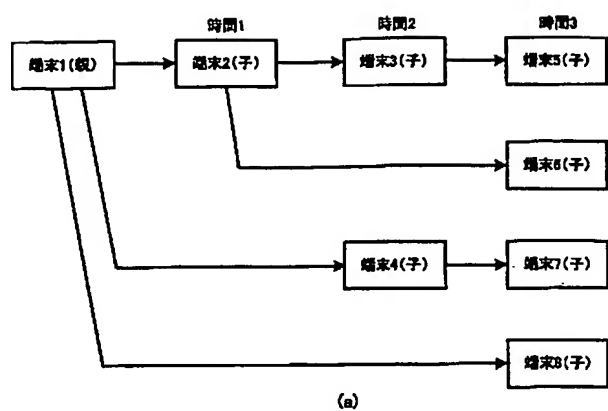 時間1 時間2 時間3
端末1(親) 端末2(子) 端末3(子) 端末5(子)
端末6(子)
端末4(子) 端末7(子)
端末8(子)
(a)